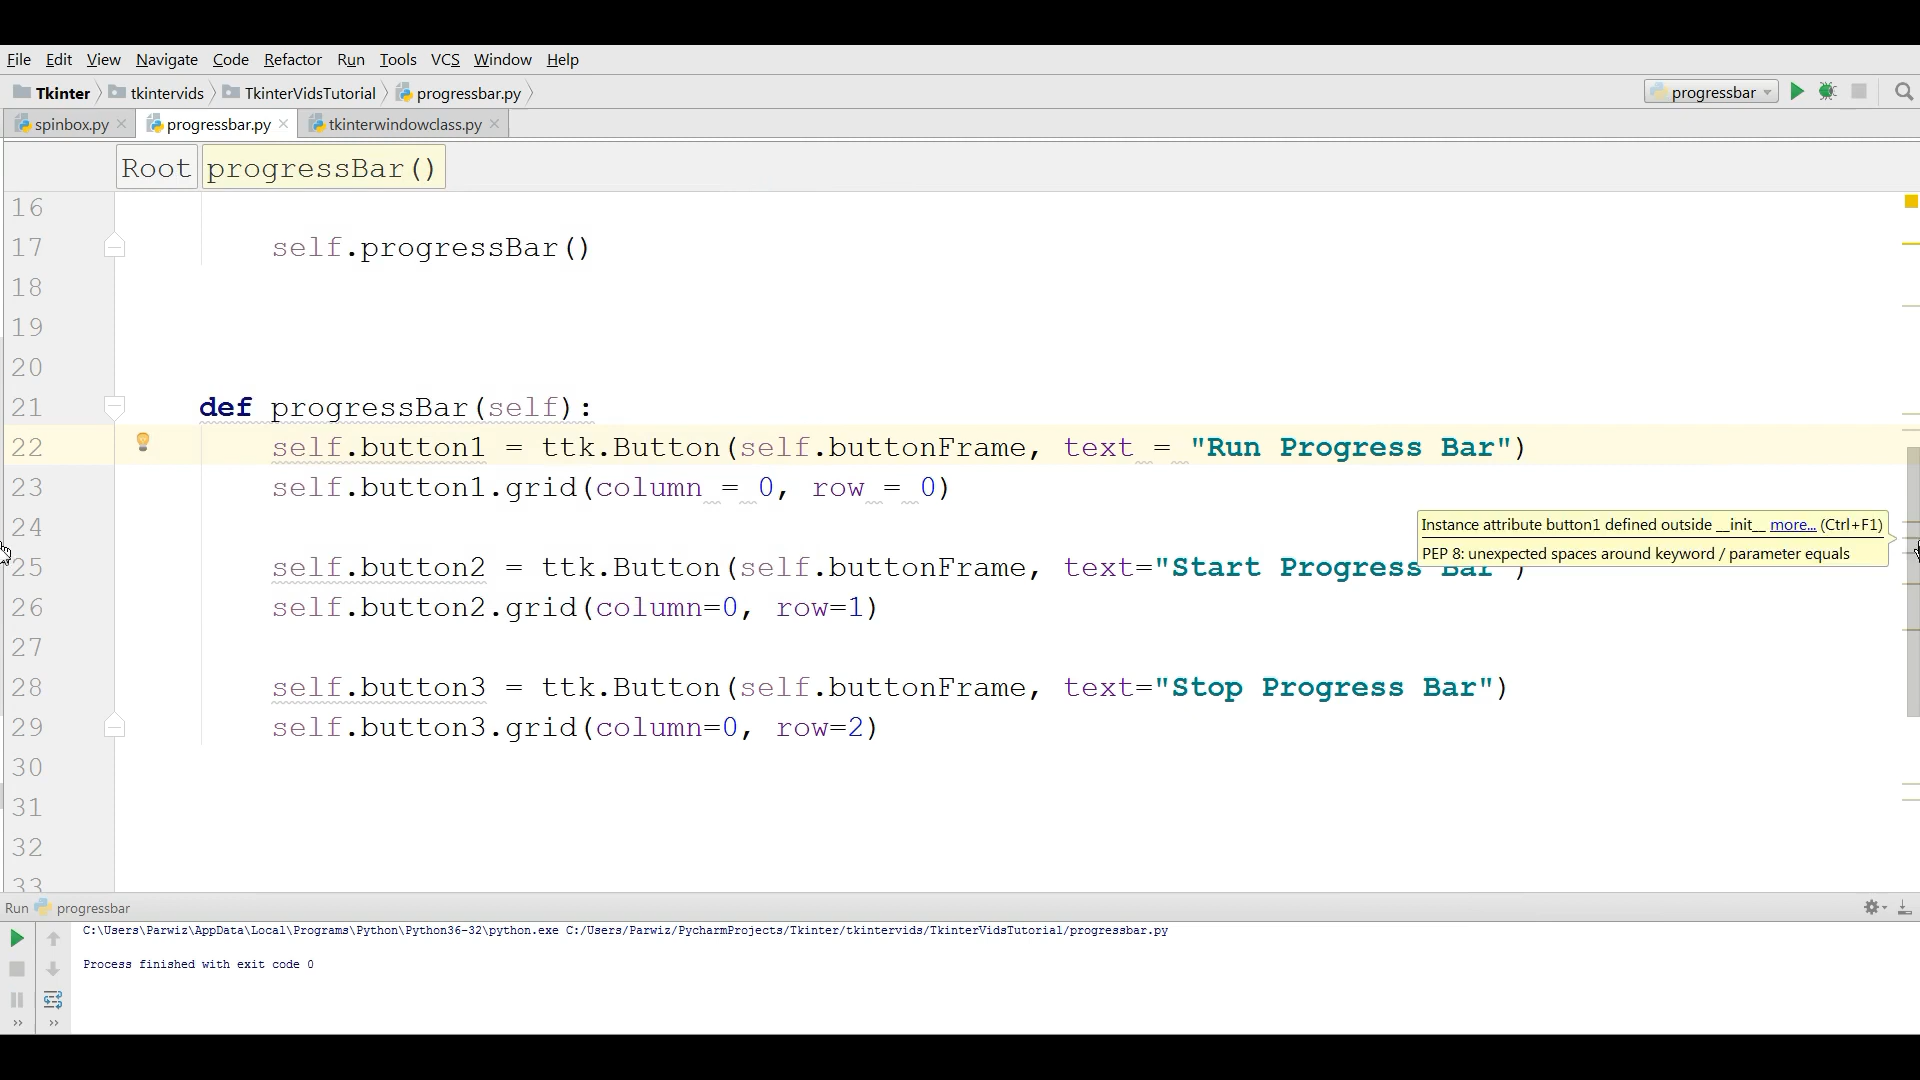 File Edit View Navigate Code Refactor Run Tools VCS Window Help
Tkinter tkintervids TkinterVidsTutorial progressbar.py progressbar
spinbox.py progressbar.py tkinterwindowclass.py
Root progressBar()
16
17 self.progressBar()
18
19
20
21 def progressBar(self):
22 self.button1 = ttk.Button(self.buttonFrame, text = "Run Progress Bar")
23 self.button1.grid(column = 0, row = 0)
Instance attribute button1 defined outside __init__ more... (Ctrl+F1)
24
PEP 8: unexpected spaces around keyword / parameter equals
25 self.button2 = ttk.Button(self.buttonFrame, text="Start Progress Bar")
26 self.button2.grid(column=0, row=1)
27
28 self.button3 = ttk.Button(self.buttonFrame, text="Stop Progress Bar")
29 self.button3.grid(column=0, row=2)
30
31
32
33
Run progressbar
C:\Users\Parwiz\AppData\Local\Programs\Python\Python36-32\python.exe C:/Users/Parwiz/PycharmProjects/Tkinter/tkintervids/TkinterVidsTutorial/progressbar.py
Process finished with exit code 0